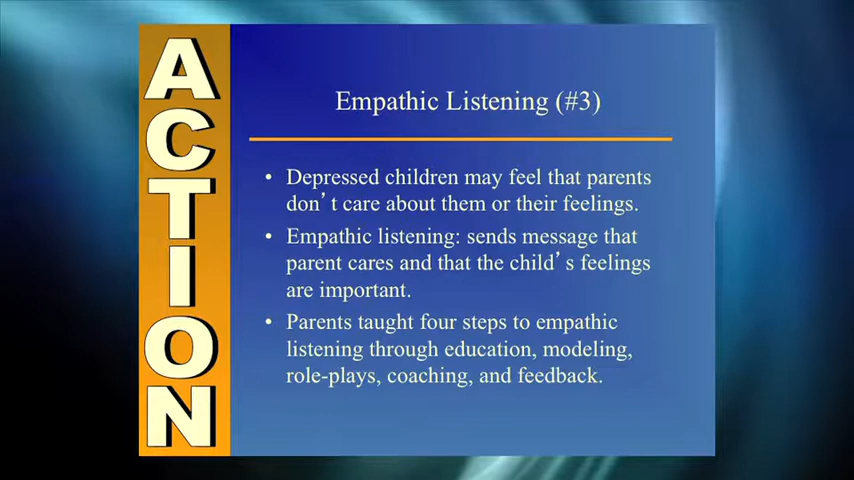 ACTION
Empathic Listening (#3)
• Depressed children may feel that parents
don’t care about them or their feelings.
• Empathic listening: sends message that
parent cares and that the child’s feelings
are important.
• Parents taught four steps to empathic
listening through education, modeling,
role-plays, coaching, and feedback.